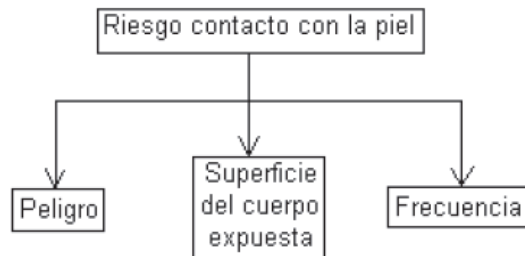 Riesgo contacto con la piel
Peligro
Superficie
del cuerpo
expuesta
Frecuencia